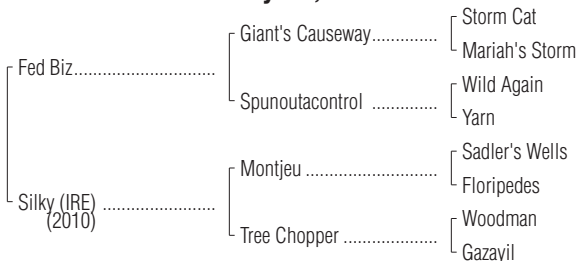 Storm Cat
Giant's Causeway..............
Mariah's Storm
Fed Biz..............................
Wild Again
Spunoutacontrol ..............
Yarn
Sadler's Wells
Montjeu ............................
Floripedes
Silky (IRE) ........................
(2010)
Woodman
Tree Chopper ....................
Gazayil